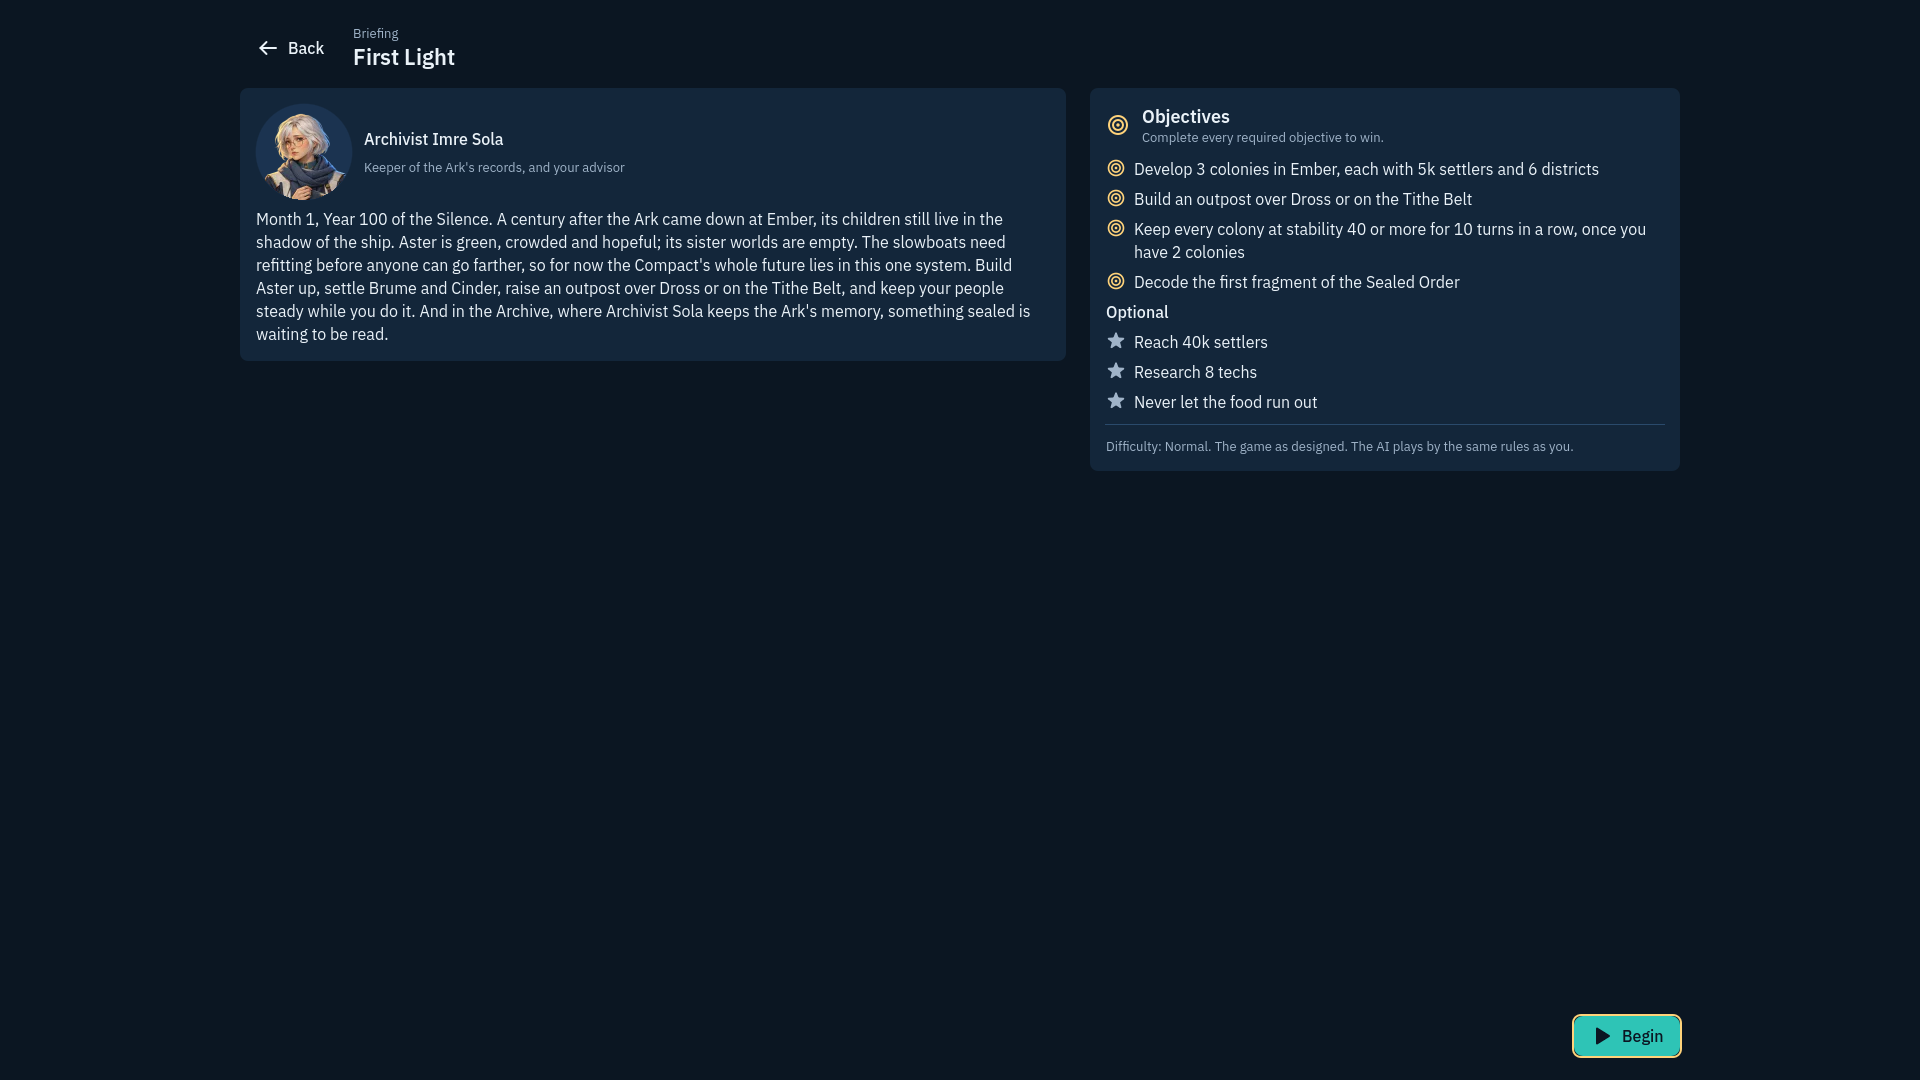 Back
Briefing
First Light
Archivist Imre Sola
Keeper of the Ark's records, and your advisor
Month 1, Year 100 of the Silence. A century after the Ark came down at Ember, its children still live in the
shadow of the ship. Aster is green, crowded and hopeful; its sister worlds are empty. The slowboats need
refitting before anyone can go farther, so for now the Compact's whole future lies in this one system. Build
Aster up, settle Brume and Cinder, raise an outpost over Dross or on the Tithe Belt, and keep your people
steady while you do it. And in the Archive, where Archivist Sola keeps the Ark's memory, something sealed is
waiting to be read.
Objectives
Complete every required objective to win.
Develop 3 colonies in Ember, each with 5k settlers and 6 districts
Build an outpost over Dross or on the Tithe Belt
Keep every colony at stability 40 or more for 10 turns in a row, once you
have 2 colonies
Decode the first fragment of the Sealed Order
Optional
Reach 40k settlers
Research 8 techs
Never let the food run out
Difficulty: Normal. The game as designed. The AI plays by the same rules as you.
Begin